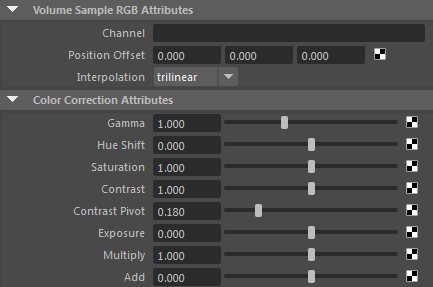 Volume Sample RGB Attributes
Channel
Position Offset 0.000 0.000 0.000
Interpolation trilinear
Color Correction Attributes
Gamma 1.000
Hue Shift 0.000
Saturation 1.000
Contrast 1.000
Contrast Pivot 0.180
Exposure 0.000
Multiply 1.000
Add 0.000